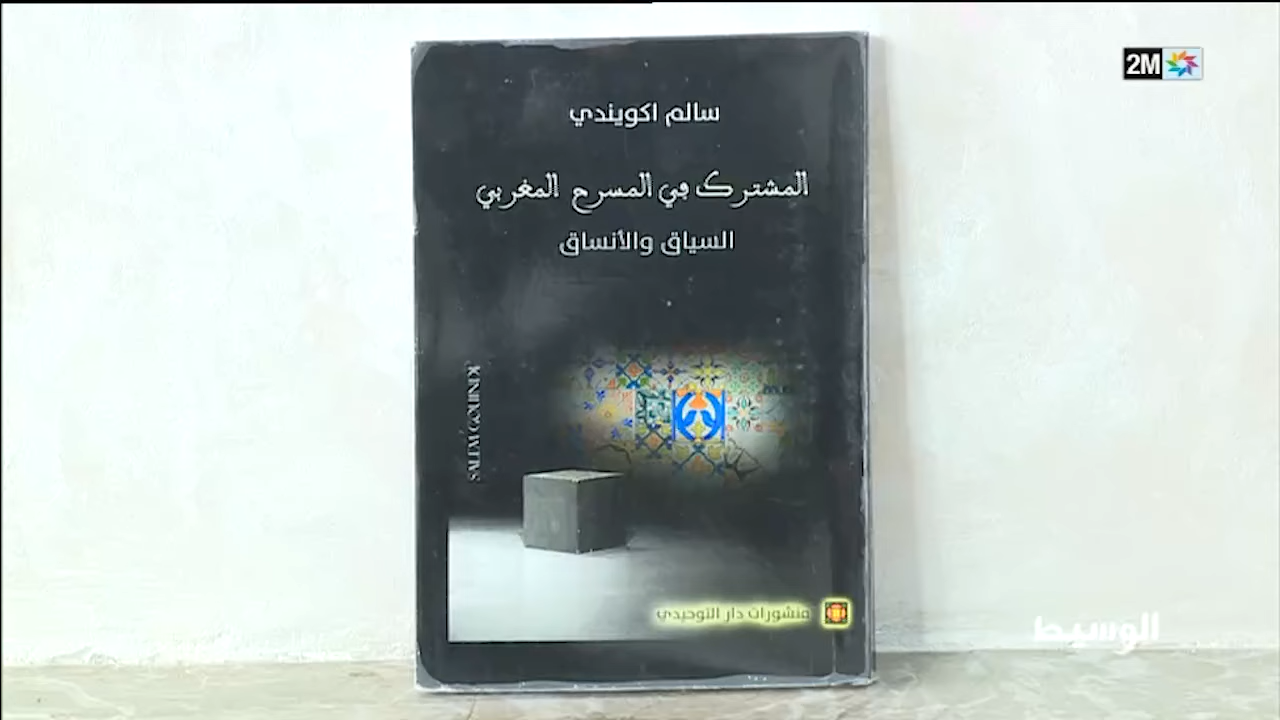 2M
سالم اكويندي
المشترك في المسرح المغربي
السياق والأنساق
SALEM GOUINDI
منشورات دار التوحيدي
الوسيط